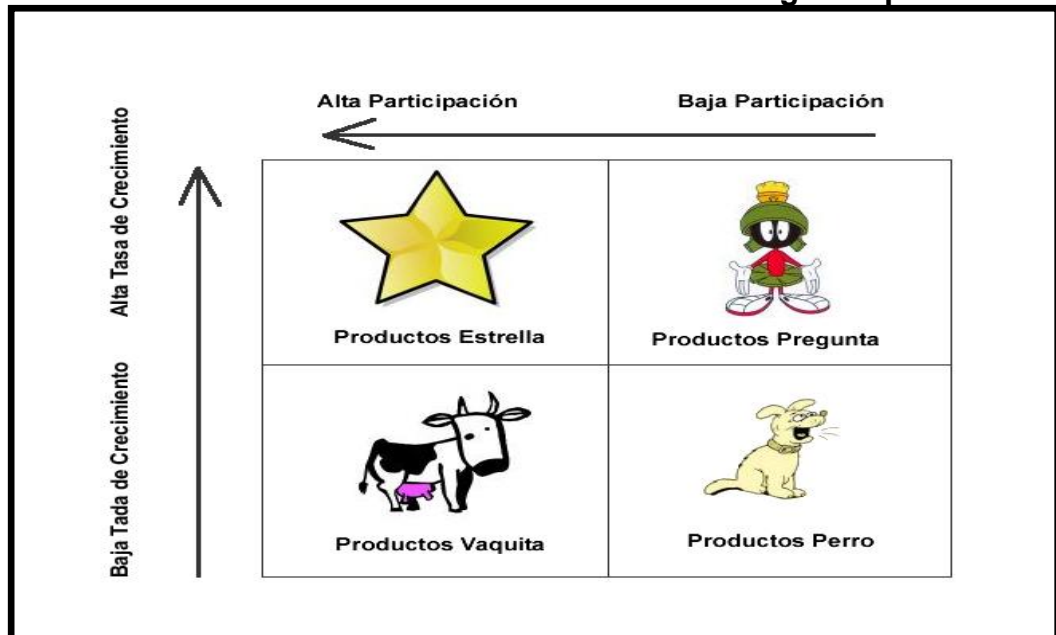 Alta Participación Baja Participación
Alta Tasa de Crecimiento
Productos Estrella Productos Pregunta
Baja Tada de Crecimiento
Productos Vaquita Productos Perro